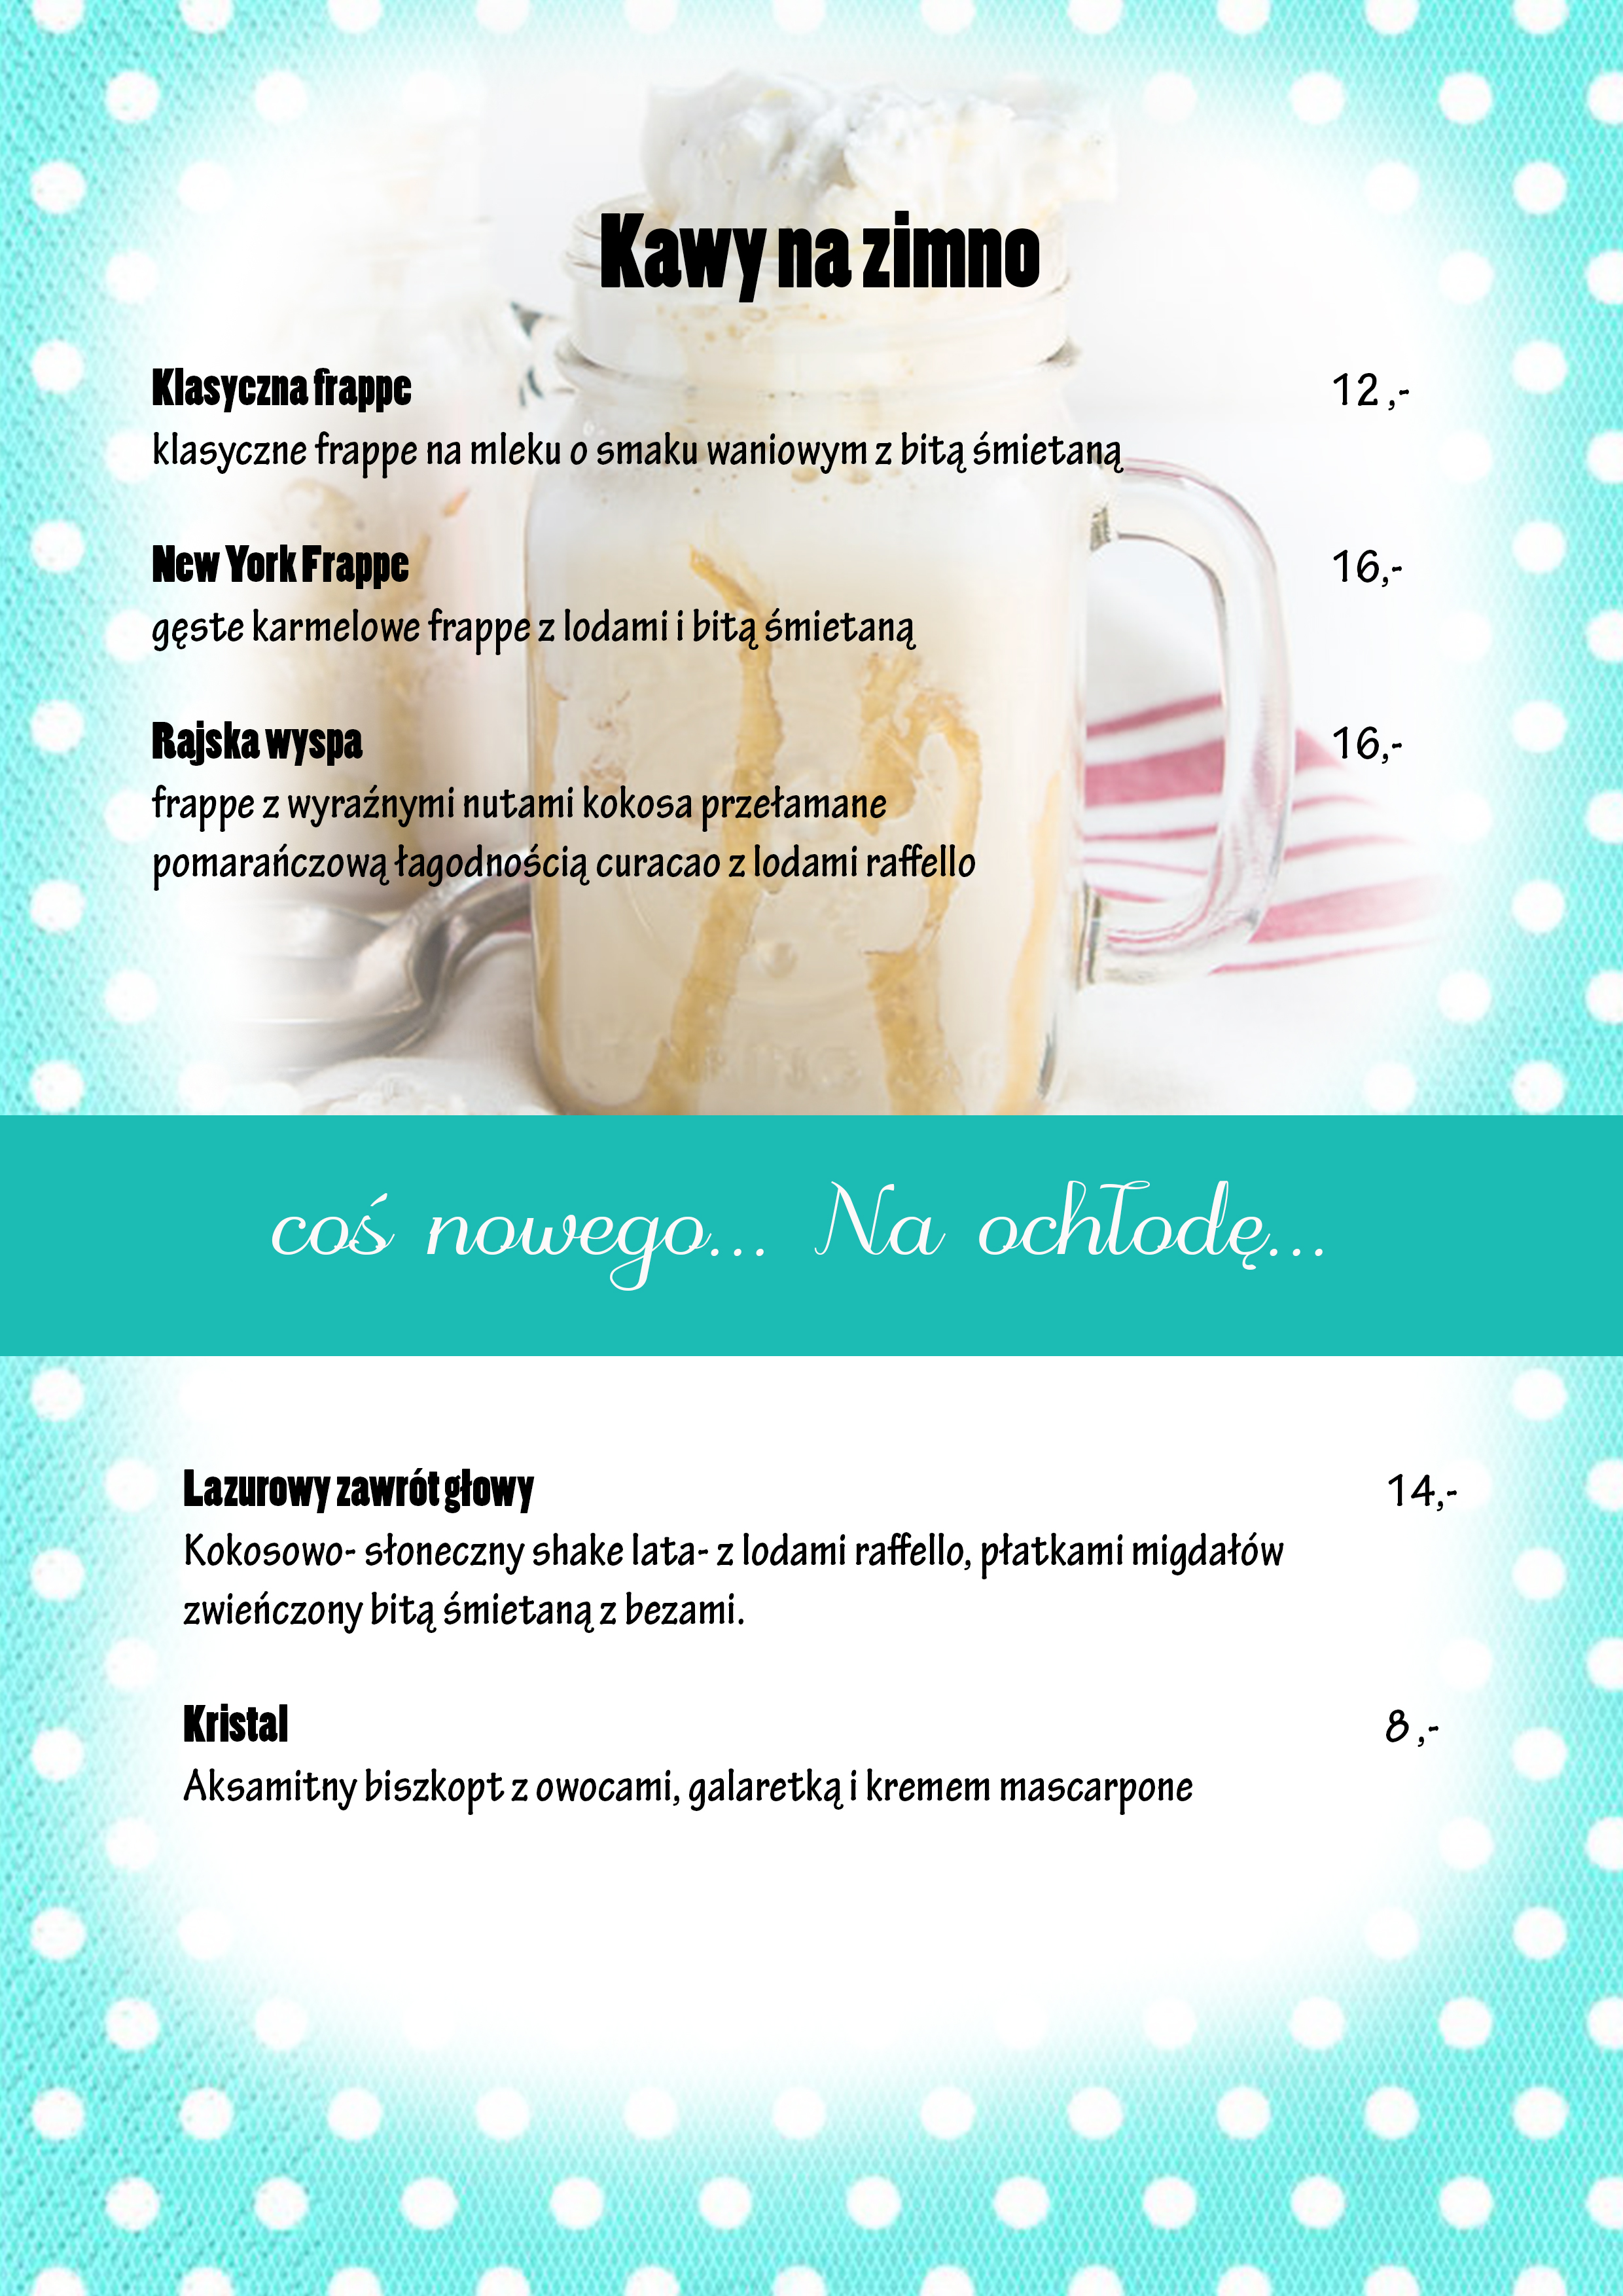 Kawy na zimno
Klasyczna frappe 12 ,-
klasyczne frappe na mleku o smaku waniowym z bitą śmietaną
New York Frappe 16,-
gęste karmelowe frappe z lodami i bitą śmietaną
Rajska wyspa 16,-
frappe z wyraźnymi nutami kokosa przełamane
pomarańczową łagodnością curacao z lodami raffello
coś nowego... Na ochłodę...
Lazurowy zawrót głowy 14,-
Kokosowo- słoneczny shake lata- z lodami raffello, płatkami migdałów
zwieńczony bitą śmietaną z bezami.
Kristal 8 ,-
Aksamitny biszkopt z owocami, galaretką i kremem mascarpone